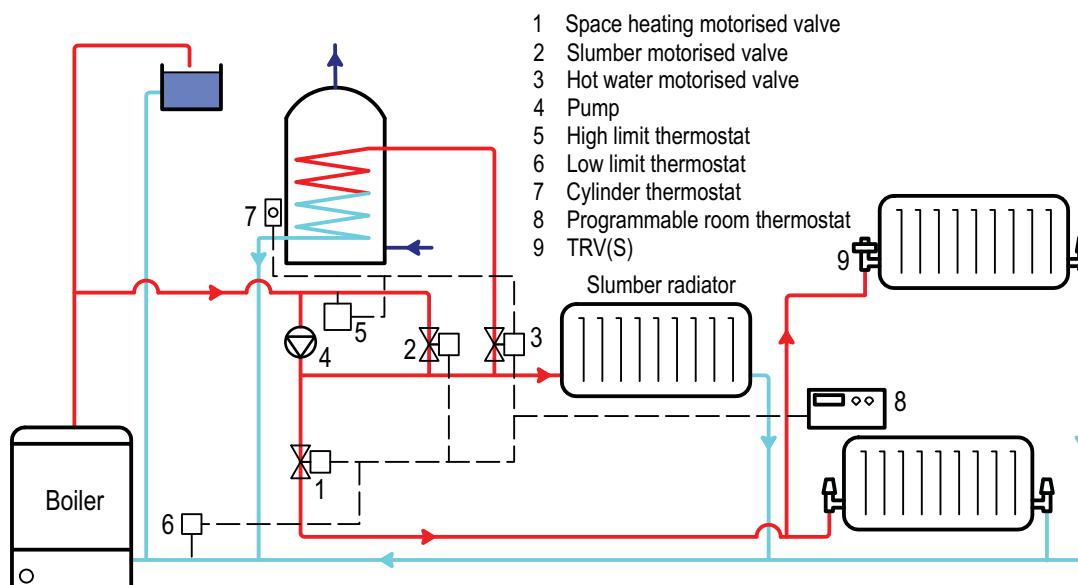 1 Space heating motorised valve
2 Slumber motorised valve
3 Hot water motorised valve
4 Pump
5 High limit thermostat
6 Low limit thermostat
7 Cylinder thermostat
8 Programmable room thermostat
9 TRV(S)
7
9
Slumber radiator
5
4
2
3
8
1
Boiler
6